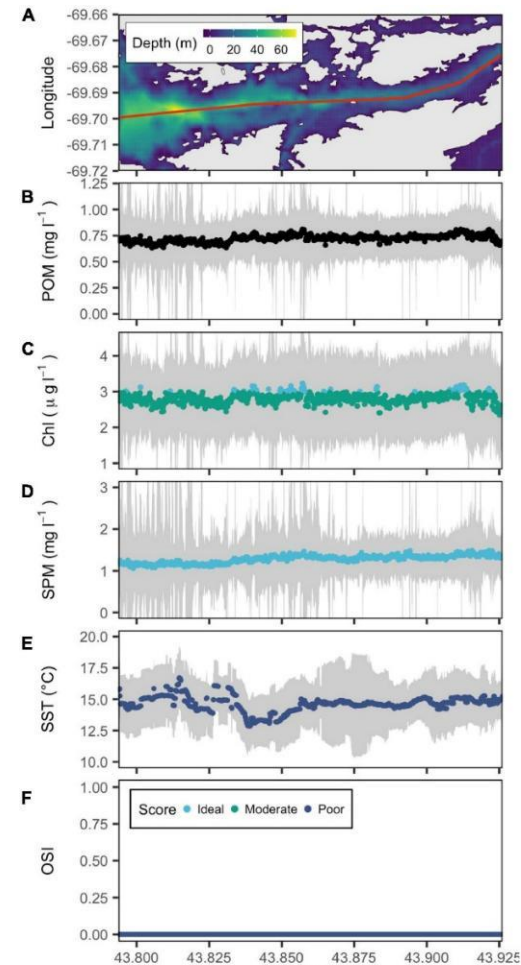 A
Longitude
-69.66
-69.67
-69.68
-69.69
-69.70
-69.71
-69.72
Depth (m) 0 20 40 60
B
POM (mg l⁻¹)
1.25
1.00
0.75
0.50
0.25
0.00
C
Chl ( μ g l⁻¹ )
4
3
2
1
D
SPM (mg l⁻¹ )
3
2
1
0
E
SST (°C)
20.0
17.5
15.0
12.5
10.0
F
OSI
1.00
0.75
0.50
0.25
0.00
Score Ideal Moderate Poor
43.800 43.825 43.850 43.875 43.900 43.925